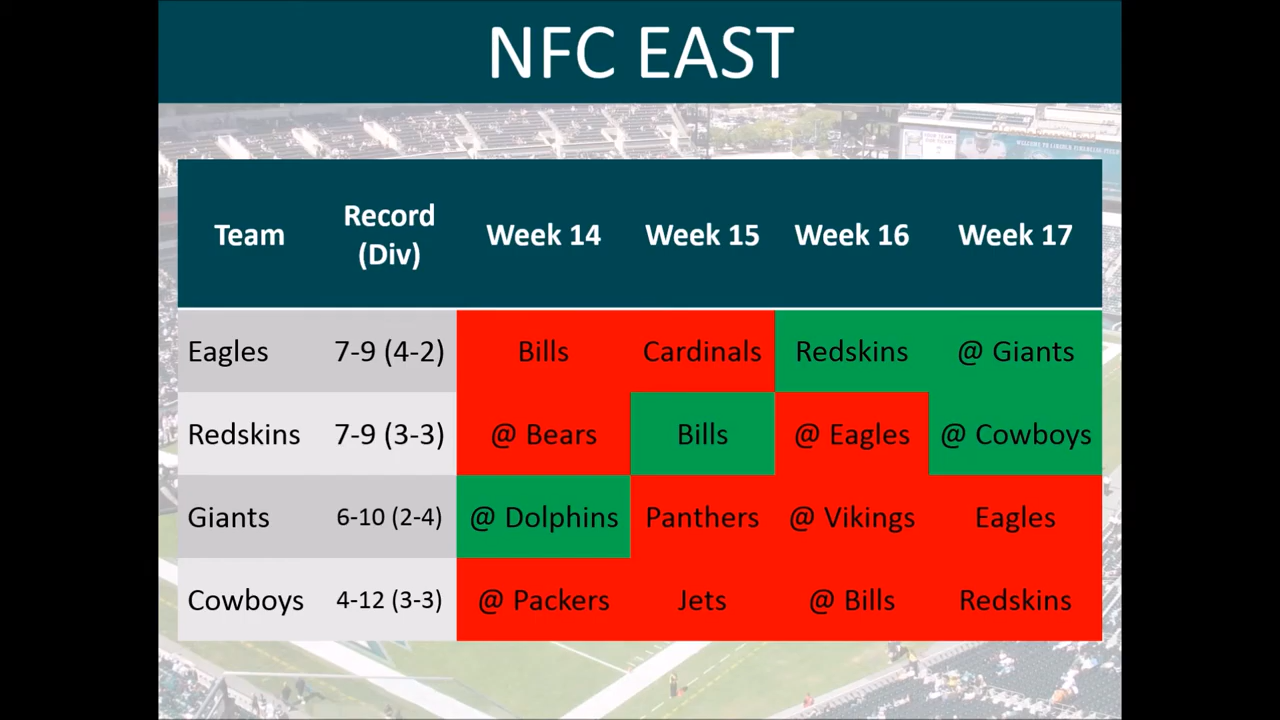 NFC EAST
Team Record (Div) Week 14 Week 15 Week 16 Week 17
Eagles 7-9 (4-2) Bills Cardinals Redskins @ Giants
Redskins 7-9 (3-3) @ Bears Bills @ Eagles @ Cowboys
Giants 6-10 (2-4) @ Dolphins Panthers @ Vikings Eagles
Cowboys 4-12 (3-3) @ Packers Jets @ Bills Redskins